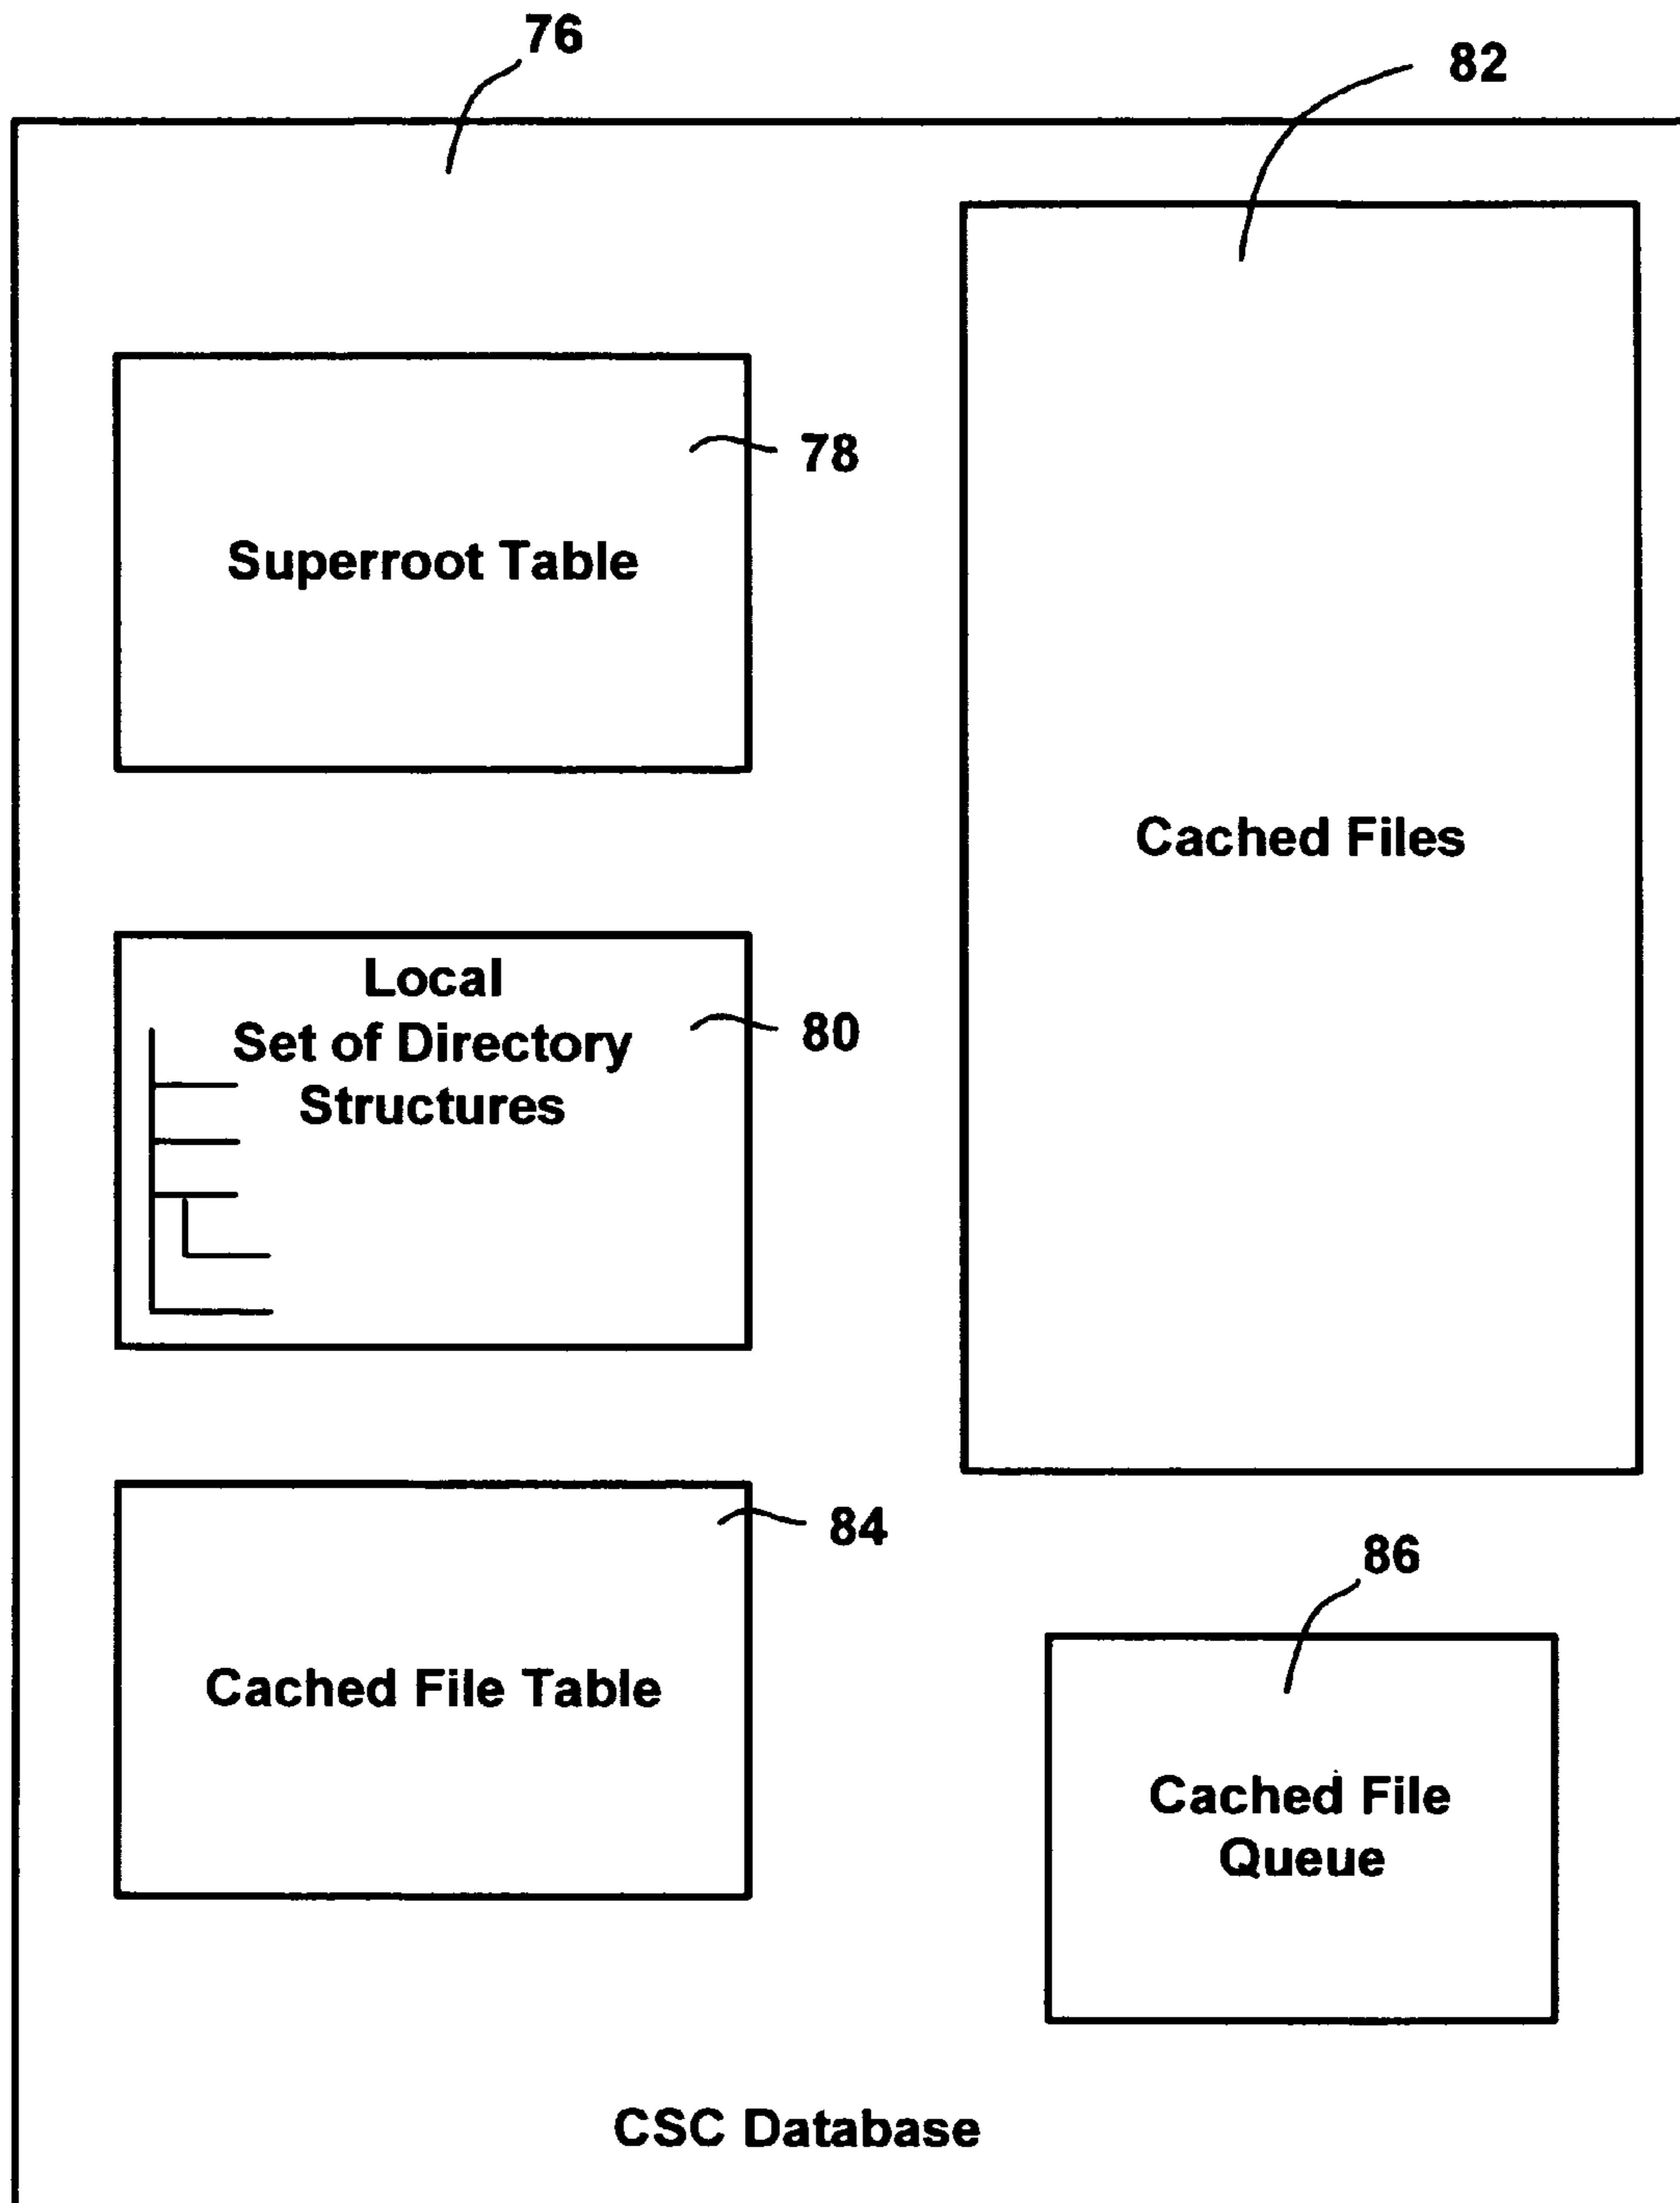 76
82
78
Superroot Table
Cached Files
Local
Set of Directory
Structures
80
84
Cached File Table
86
Cached File
Queue
CSC Database